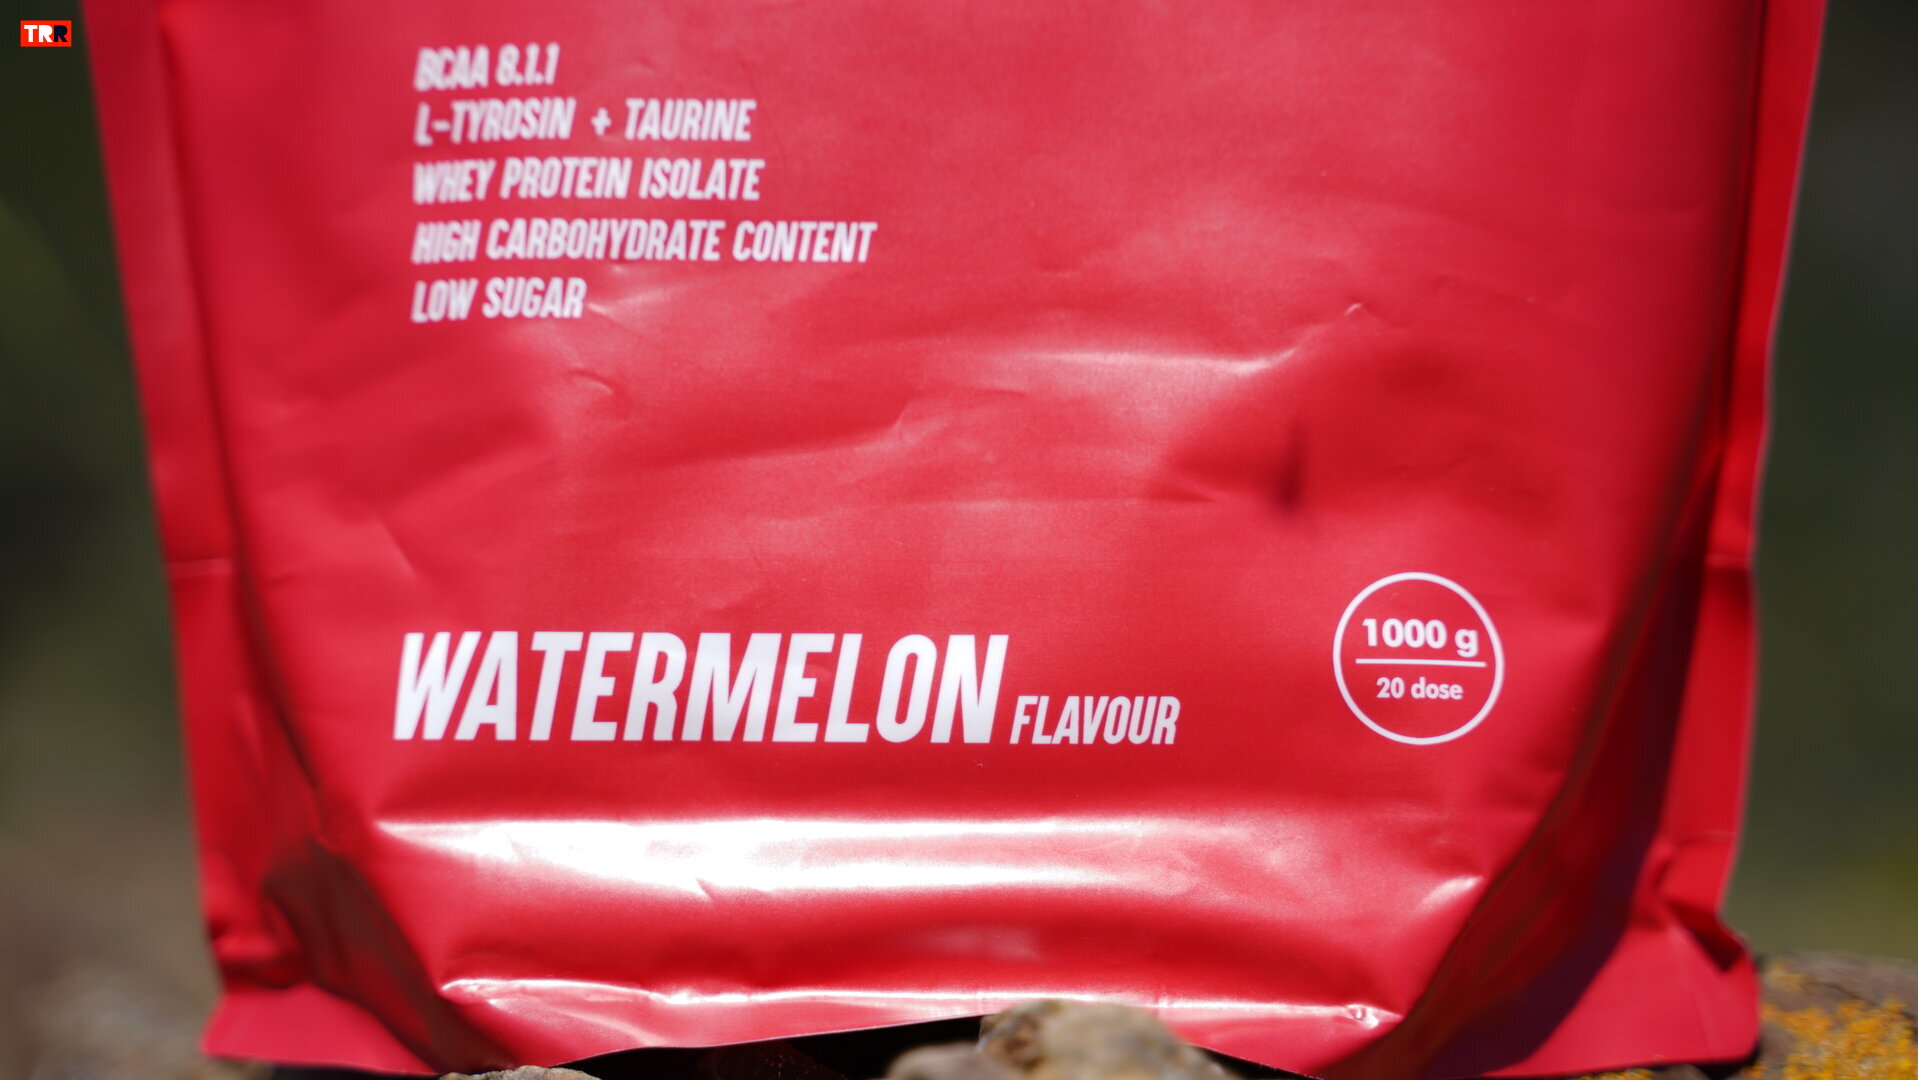 TRR
BCAA 8.1.1
L-TYROSIN + TAURINE
WHEY PROTEIN ISOLATE
HIGH CARBOHYDRATE CONTENT
LOW SUGAR
WATERMELON FLAVOUR
1000 g
20 dose